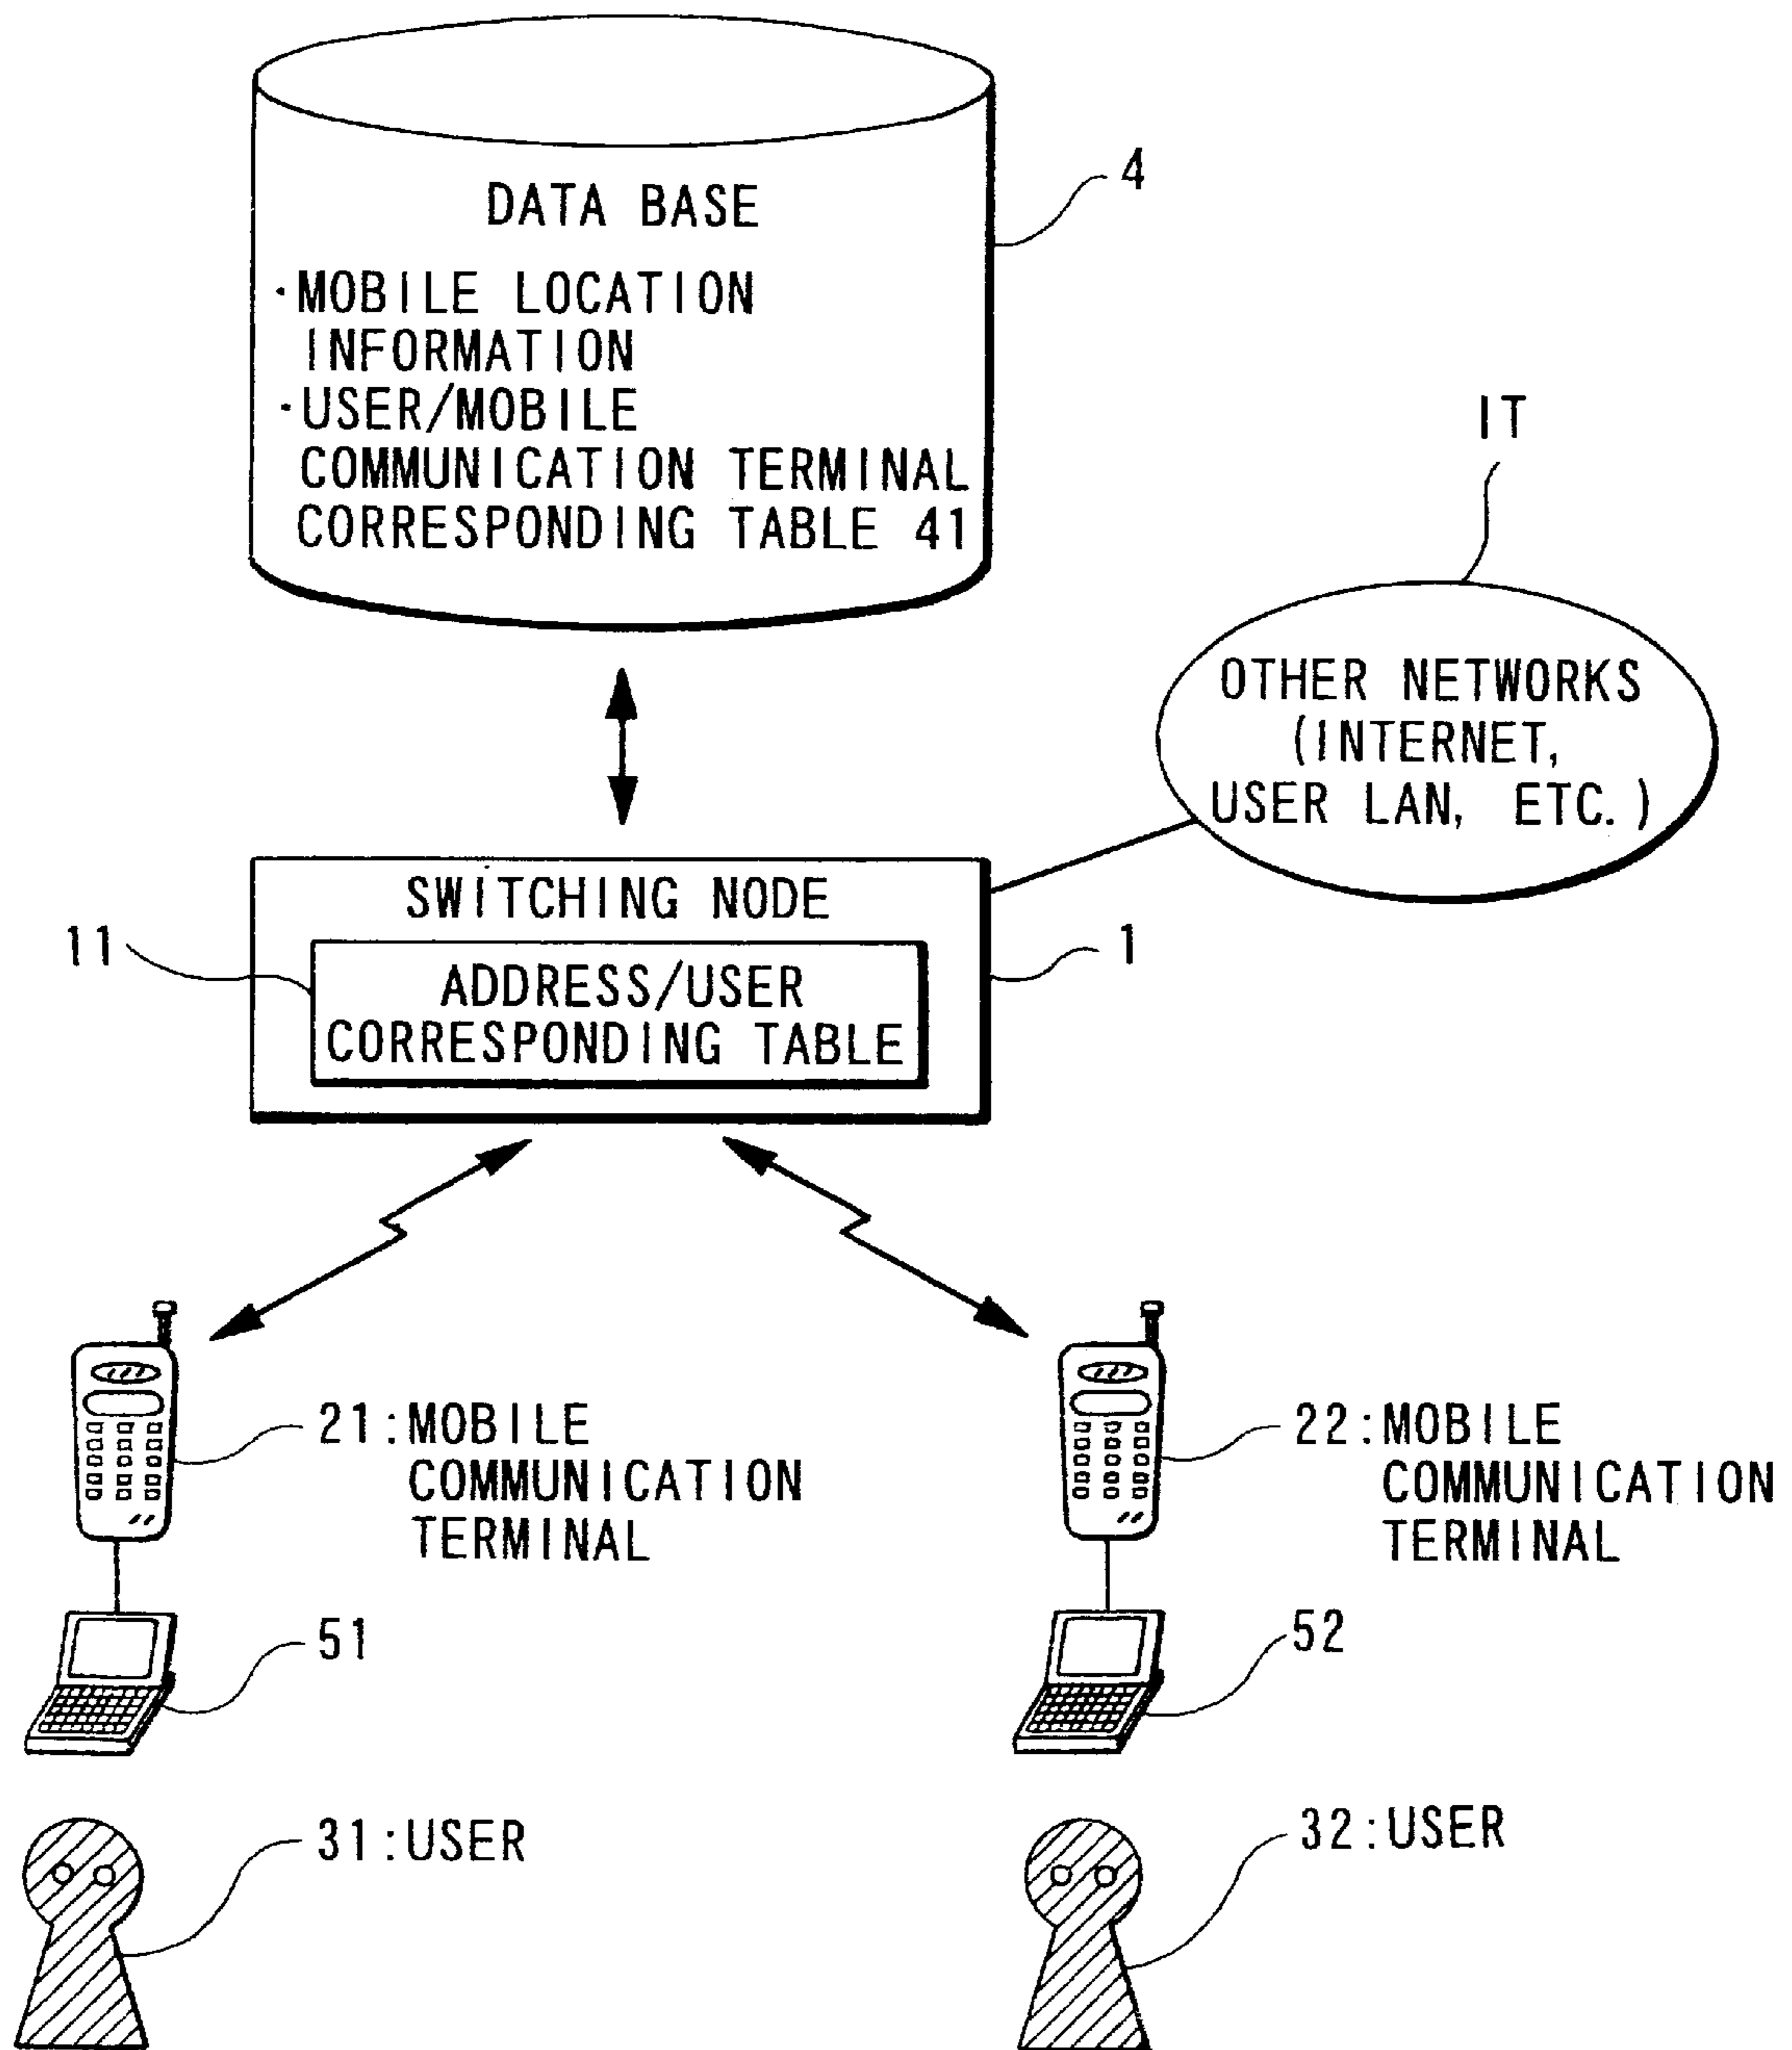 DATA BASE
4
·MOBILE LOCATION
INFORMATION
·USER/MOBILE
COMMUNICATION TERMINAL
CORRESPONDING TABLE 41
IT
OTHER NETWORKS
(INTERNET,
USER LAN, ETC.)
SWITCHING NODE
11
1
ADDRESS/USER
CORRESPONDING TABLE
21:MOBILE
COMMUNICATION
TERMINAL
22:MOBILE
COMMUNICATION
TERMINAL
51
52
31:USER
32:USER